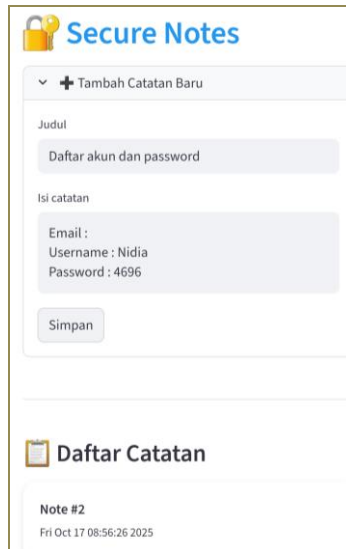 Secure Notes
Tambah Catatan Baru
Judul
Daftar akun dan password
Isi catatan
Email :
Username : Nidia
Password : 4696
Simpan
Daftar Catatan
Note #2
Fri Oct 17 08:56:26 2025